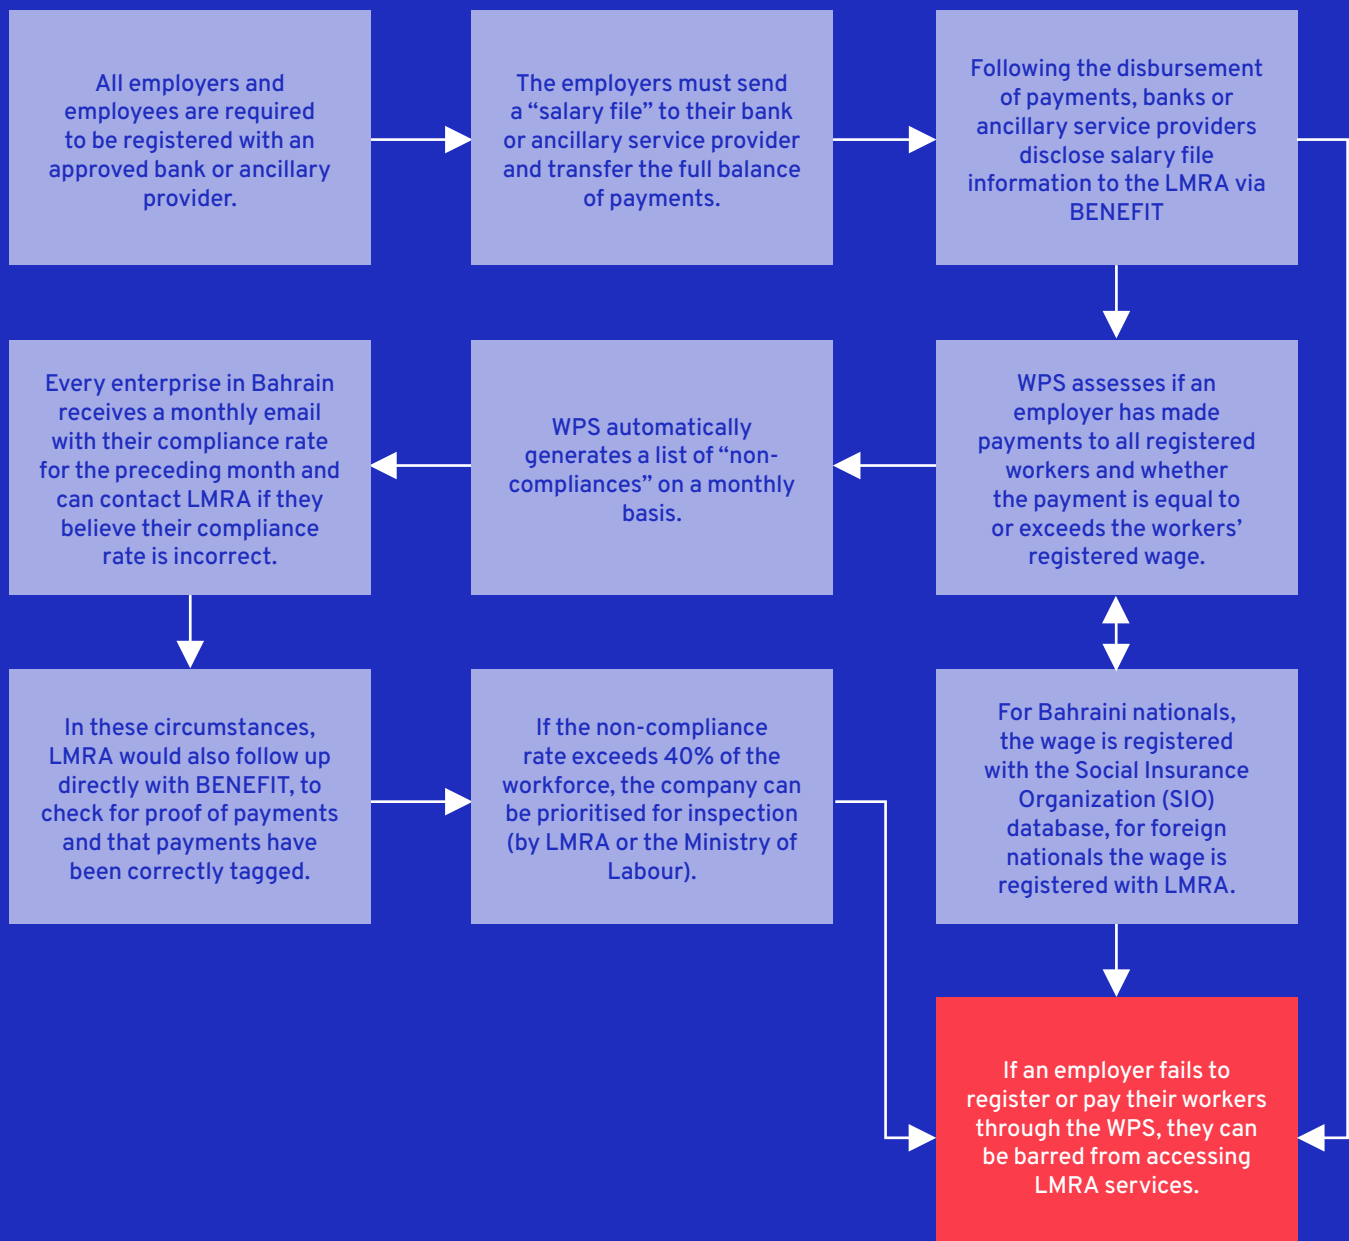 All employers and
employees are required
to be registered with an
approved bank or ancillary
provider.
The employers must send
a “salary file” to their bank
or ancillary service provider
and transfer the full balance
of payments.
Following the disbursement
of payments, banks or
ancillary service providers
disclose salary file
information to the LMRA via
BENEFIT
WPS assesses if an
employer has made
payments to all registered
workers and whether
the payment is equal to
or exceeds the workers’
registered wage.
WPS automatically
generates a list of “non-
compliances” on a monthly
basis.
Every enterprise in Bahrain
receives a monthly email
with their compliance rate
for the preceding month and
can contact LMRA if they
believe their compliance
rate is incorrect.
In these circumstances,
LMRA would also follow up
directly with BENEFIT, to
check for proof of payments
and that payments have
been correctly tagged.
If the non-compliance
rate exceeds 40% of the
workforce, the company can
be prioritised for inspection
(by LMRA or the Ministry of
Labour).
For Bahraini nationals,
the wage is registered
with the Social Insurance
Organization (SIO)
database, for foreign
nationals the wage is
registered with LMRA.
If an employer fails to
register or pay their workers
through the WPS, they can
be barred from accessing
LMRA services.